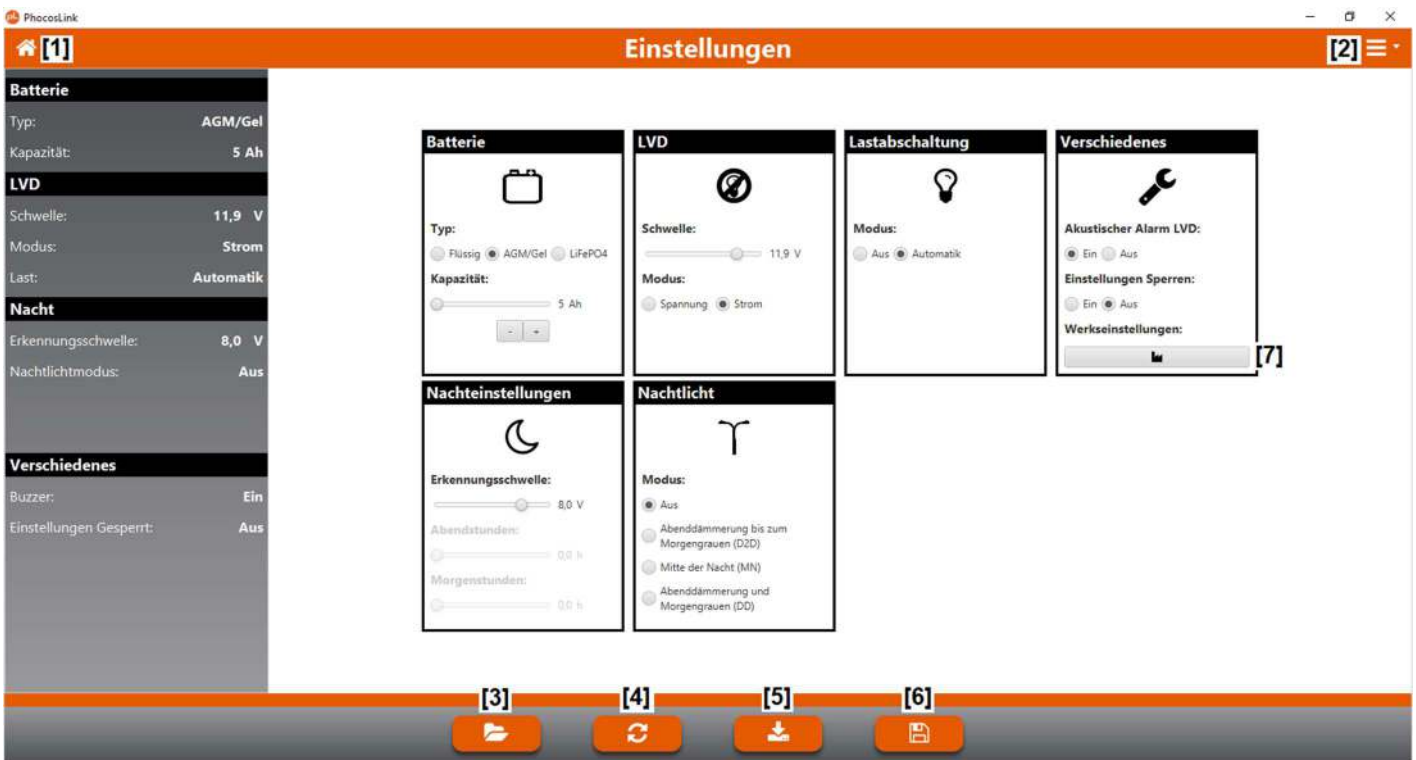 PhocosLink
[1]
Einstellungen
[2]
Batterie
Typ: AGM/Gel
Kapazität: 5 Ah
LVD
Schwelle: 11,9 V
Modus: Strom
Last: Automatik
Nacht
Erkennungsschwelle: 8,0 V
Nachtlichtmodus: Aus
Verschiedenes
Buzzer: Ein
Einstellungen Gesperrt: Aus
Batterie
Typ:
Flüssig AGM/Gel LiFePO4
Kapazität:
5 Ah
- +
LVD
Schwelle:
11,9 V
Modus:
Spannung Strom
Lastabschaltung
Modus:
Aus Automatik
Verschiedenes
Akustischer Alarm LVD:
Ein Aus
Einstellungen Sperren:
Ein Aus
Werkseinstellungen:
[7]
Nachteinstellungen
Erkennungsschwelle:
8,0 V
Abendstunden:
0,0 h
Morgenstunden:
0,0 h
Nachtlicht
Modus:
Aus
Abenddämmerung bis zum
Morgengrauen (D2D)
Mitte der Nacht (MN)
Abenddämmerung und
Morgengrauen (DD)
[3] [4] [5] [6]